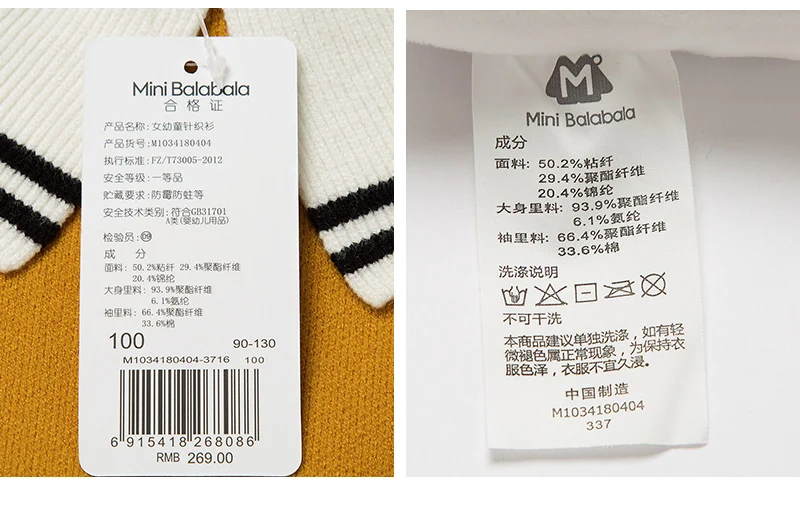 Mini Balabala
合格证
产品名称: 女幼童针织衫
产品货号: M1034180404
执行标准: FZ/T73005-2012
安全等级: 一等品
贮藏要求: 防霉防蛀等
安全技术类别: 符合GB31701
A类(婴幼儿用品)
检验员: 09
成 分
面料: 50.2%粘纤 29.4%聚酯纤维
20.4%锦纶
大身里料: 93.9%聚酯纤维
6.1%氨纶
袖里料: 66.4%聚酯纤维
33.6%棉
100 90-130
M1034180404-3716 100
6915418268086
RMB 269.00
M
Mini Balabala
成分
面料: 50.2%粘纤
29.4%聚酯纤维
20.4%锦纶
大身里料: 93.9%聚酯纤维
6.1%氨纶
袖里料: 66.4%聚酯纤维
33.6%棉
洗涤说明
不可干洗
本商品建议单独洗涤，如有轻
微褪色属正常现象，为保持衣
服色泽，衣服不宜久浸。
中国制造
M1034180404
337